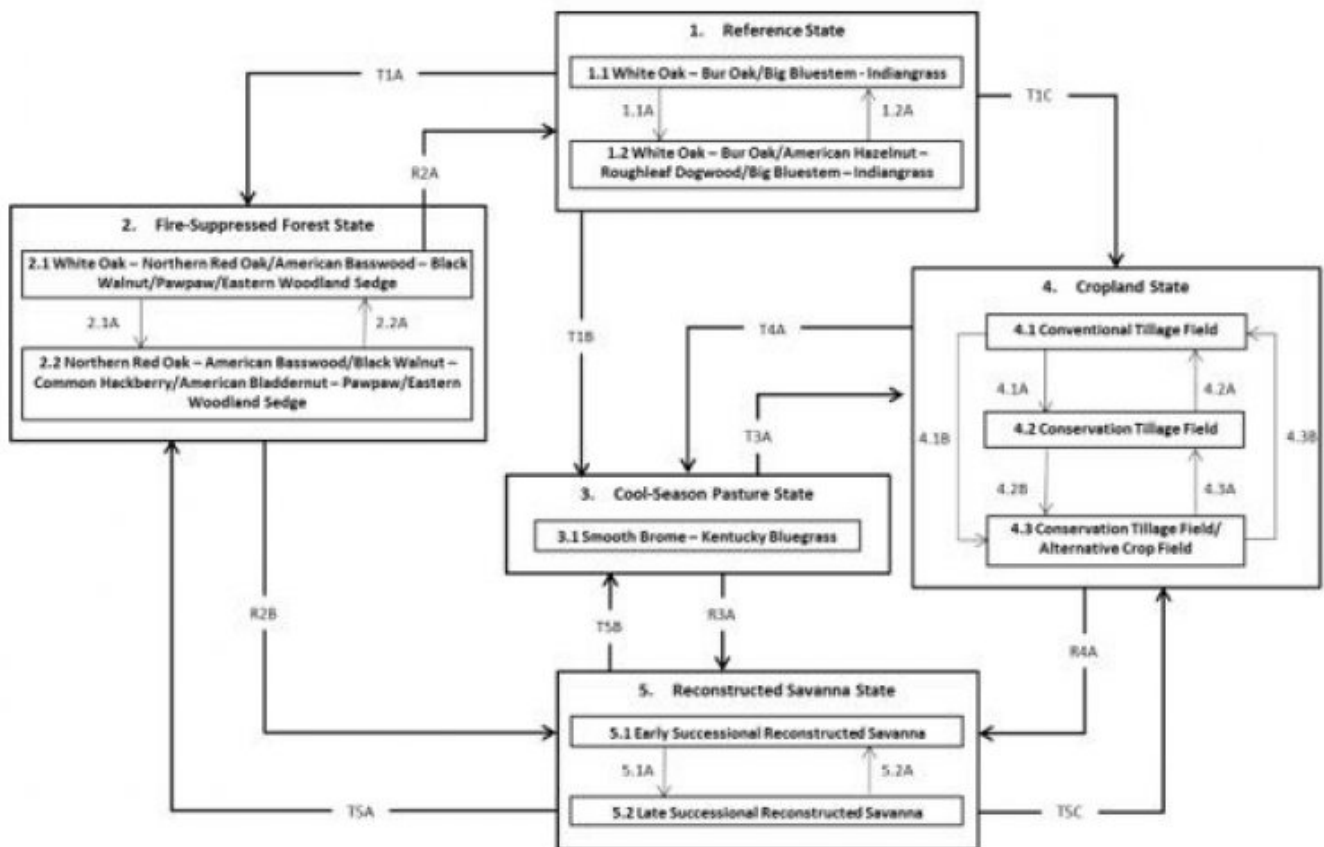 1. Reference State
1.1 White Oak – Bur Oak/Big Bluestem - Indiangrass
1.1A
1.2A
1.2 White Oak – Bur Oak/American Hazelnut –
Roughleaf Dogwood/Big Bluestem – Indiangrass
T1A
T1C
R2A
2. Fire-Suppressed Forest State
2.1 White Oak – Northern Red Oak/American Basswood – Black
Walnut/Pawpaw/Eastern Woodland Sedge
2.1A
2.2A
2.2 Northern Red Oak – American Basswood/Black Walnut –
Common Hackberry/American Bladdernut – Pawpaw/Eastern
Woodland Sedge
T1B
T4A
T3A
4. Cropland State
4.1 Conventional Tillage Field
4.1A
4.2A
4.2 Conservation Tillage Field
4.1B
4.3B
4.2B
4.3A
4.3 Conservation Tillage Field/
Alternative Crop Field
3. Cool-Season Pasture State
3.1 Smooth Brome – Kentucky Bluegrass
R2B
T5B
R3A
R4A
5. Reconstructed Savanna State
5.1 Early Successional Reconstructed Savanna
5.1A
5.2A
5.2 Late Successional Reconstructed Savanna
T5A
T5C